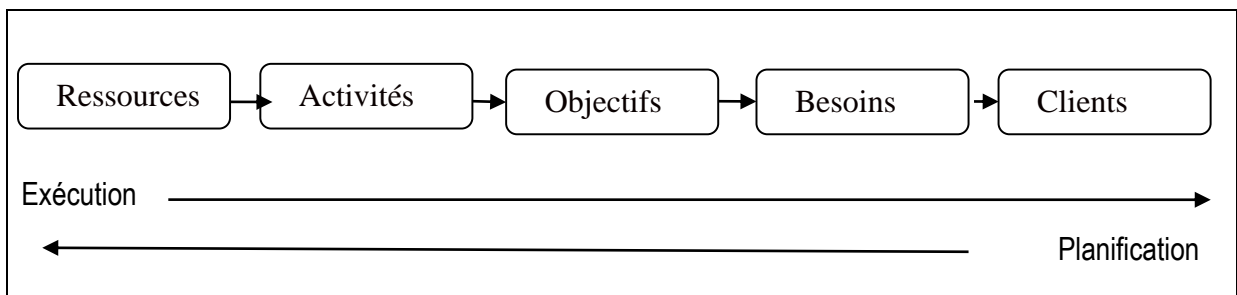 Ressources
Activités
Objectifs
Besoins
Clients
Exécution
Planification